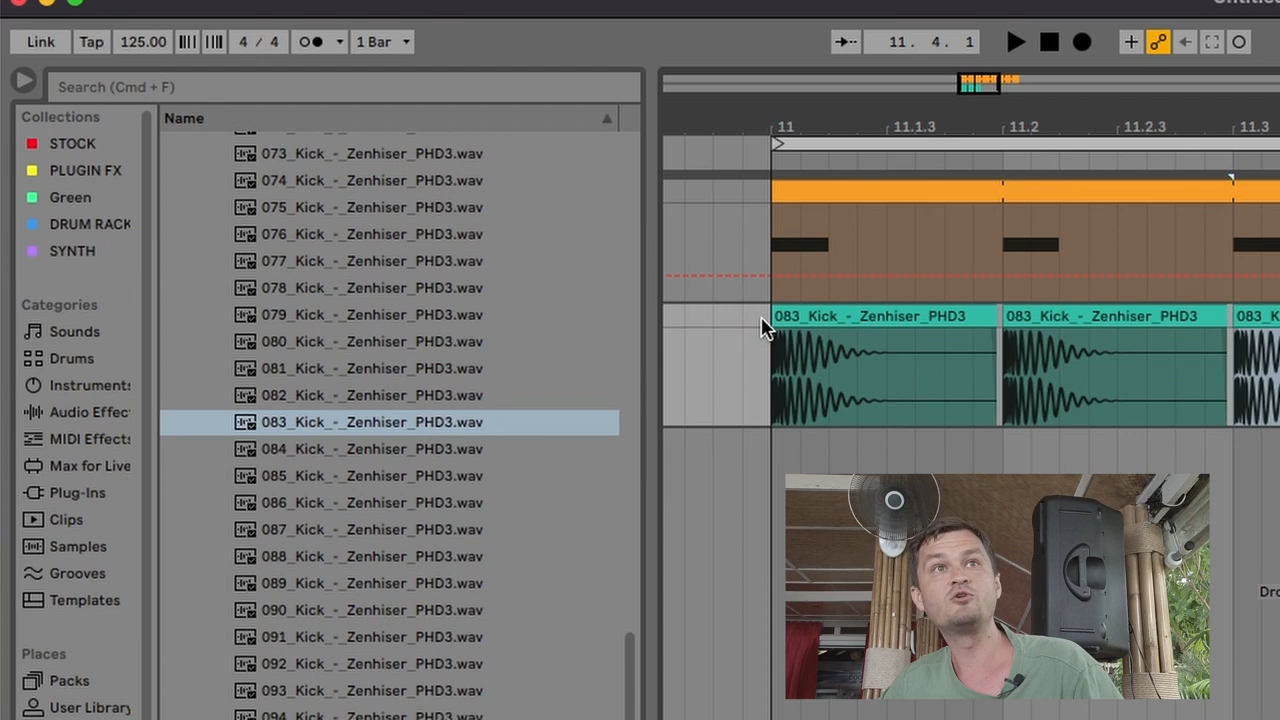 Link Tap 125.00 4 / 4 1 Bar 11. 4. 1
Search (Cmd + F)
Collections
STOCK
PLUGIN FX
Green
DRUM RACK
SYNTH
Categories
Sounds
Drums
Instruments
Audio Effec
MIDI Effects
Max for Live
Plug-Ins
Clips
Samples
Grooves
Templates
Places
Packs
User Library
Name
073_Kick_-_Zenhiser_PHD3.wav
074_Kick_-_Zenhiser_PHD3.wav
075_Kick_-_Zenhiser_PHD3.wav
076_Kick_-_Zenhiser_PHD3.wav
077_Kick_-_Zenhiser_PHD3.wav
078_Kick_-_Zenhiser_PHD3.wav
079_Kick_-_Zenhiser_PHD3.wav
080_Kick_-_Zenhiser_PHD3.wav
081_Kick_-_Zenhiser_PHD3.wav
082_Kick_-_Zenhiser_PHD3.wav
083_Kick_-_Zenhiser_PHD3.wav
084_Kick_-_Zenhiser_PHD3.wav
085_Kick_-_Zenhiser_PHD3.wav
086_Kick_-_Zenhiser_PHD3.wav
087_Kick_-_Zenhiser_PHD3.wav
088_Kick_-_Zenhiser_PHD3.wav
089_Kick_-_Zenhiser_PHD3.wav
090_Kick_-_Zenhiser_PHD3.wav
091_Kick_-_Zenhiser_PHD3.wav
092_Kick_-_Zenhiser_PHD3.wav
093_Kick_-_Zenhiser_PHD3.wav
094_Kick_-_Zenhiser_PHD3.wav
11 11.1.3 11.2 11.2.3 11.3
083_Kick_-_Zenhiser_PHD3 083_Kick_-_Zenhiser_PHD3 083_K
Dro